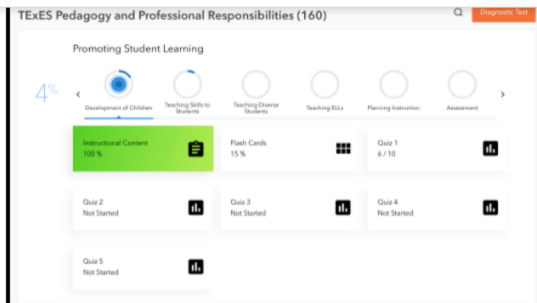 TExES Pedagogy and Professional Responsibilities (160)
Diagnostic Test
Promoting Student Learning
4%
Development of Children
Teaching Skills to Students
Teaching Diverse Students
Teaching ELLs
Planning Instruction
Assessment
Instructional Content
100 %
Flash Cards
15 %
Quiz 1
6 / 10
Quiz 2
Not Started
Quiz 3
Not Started
Quiz 4
Not Started
Quiz 5
Not Started